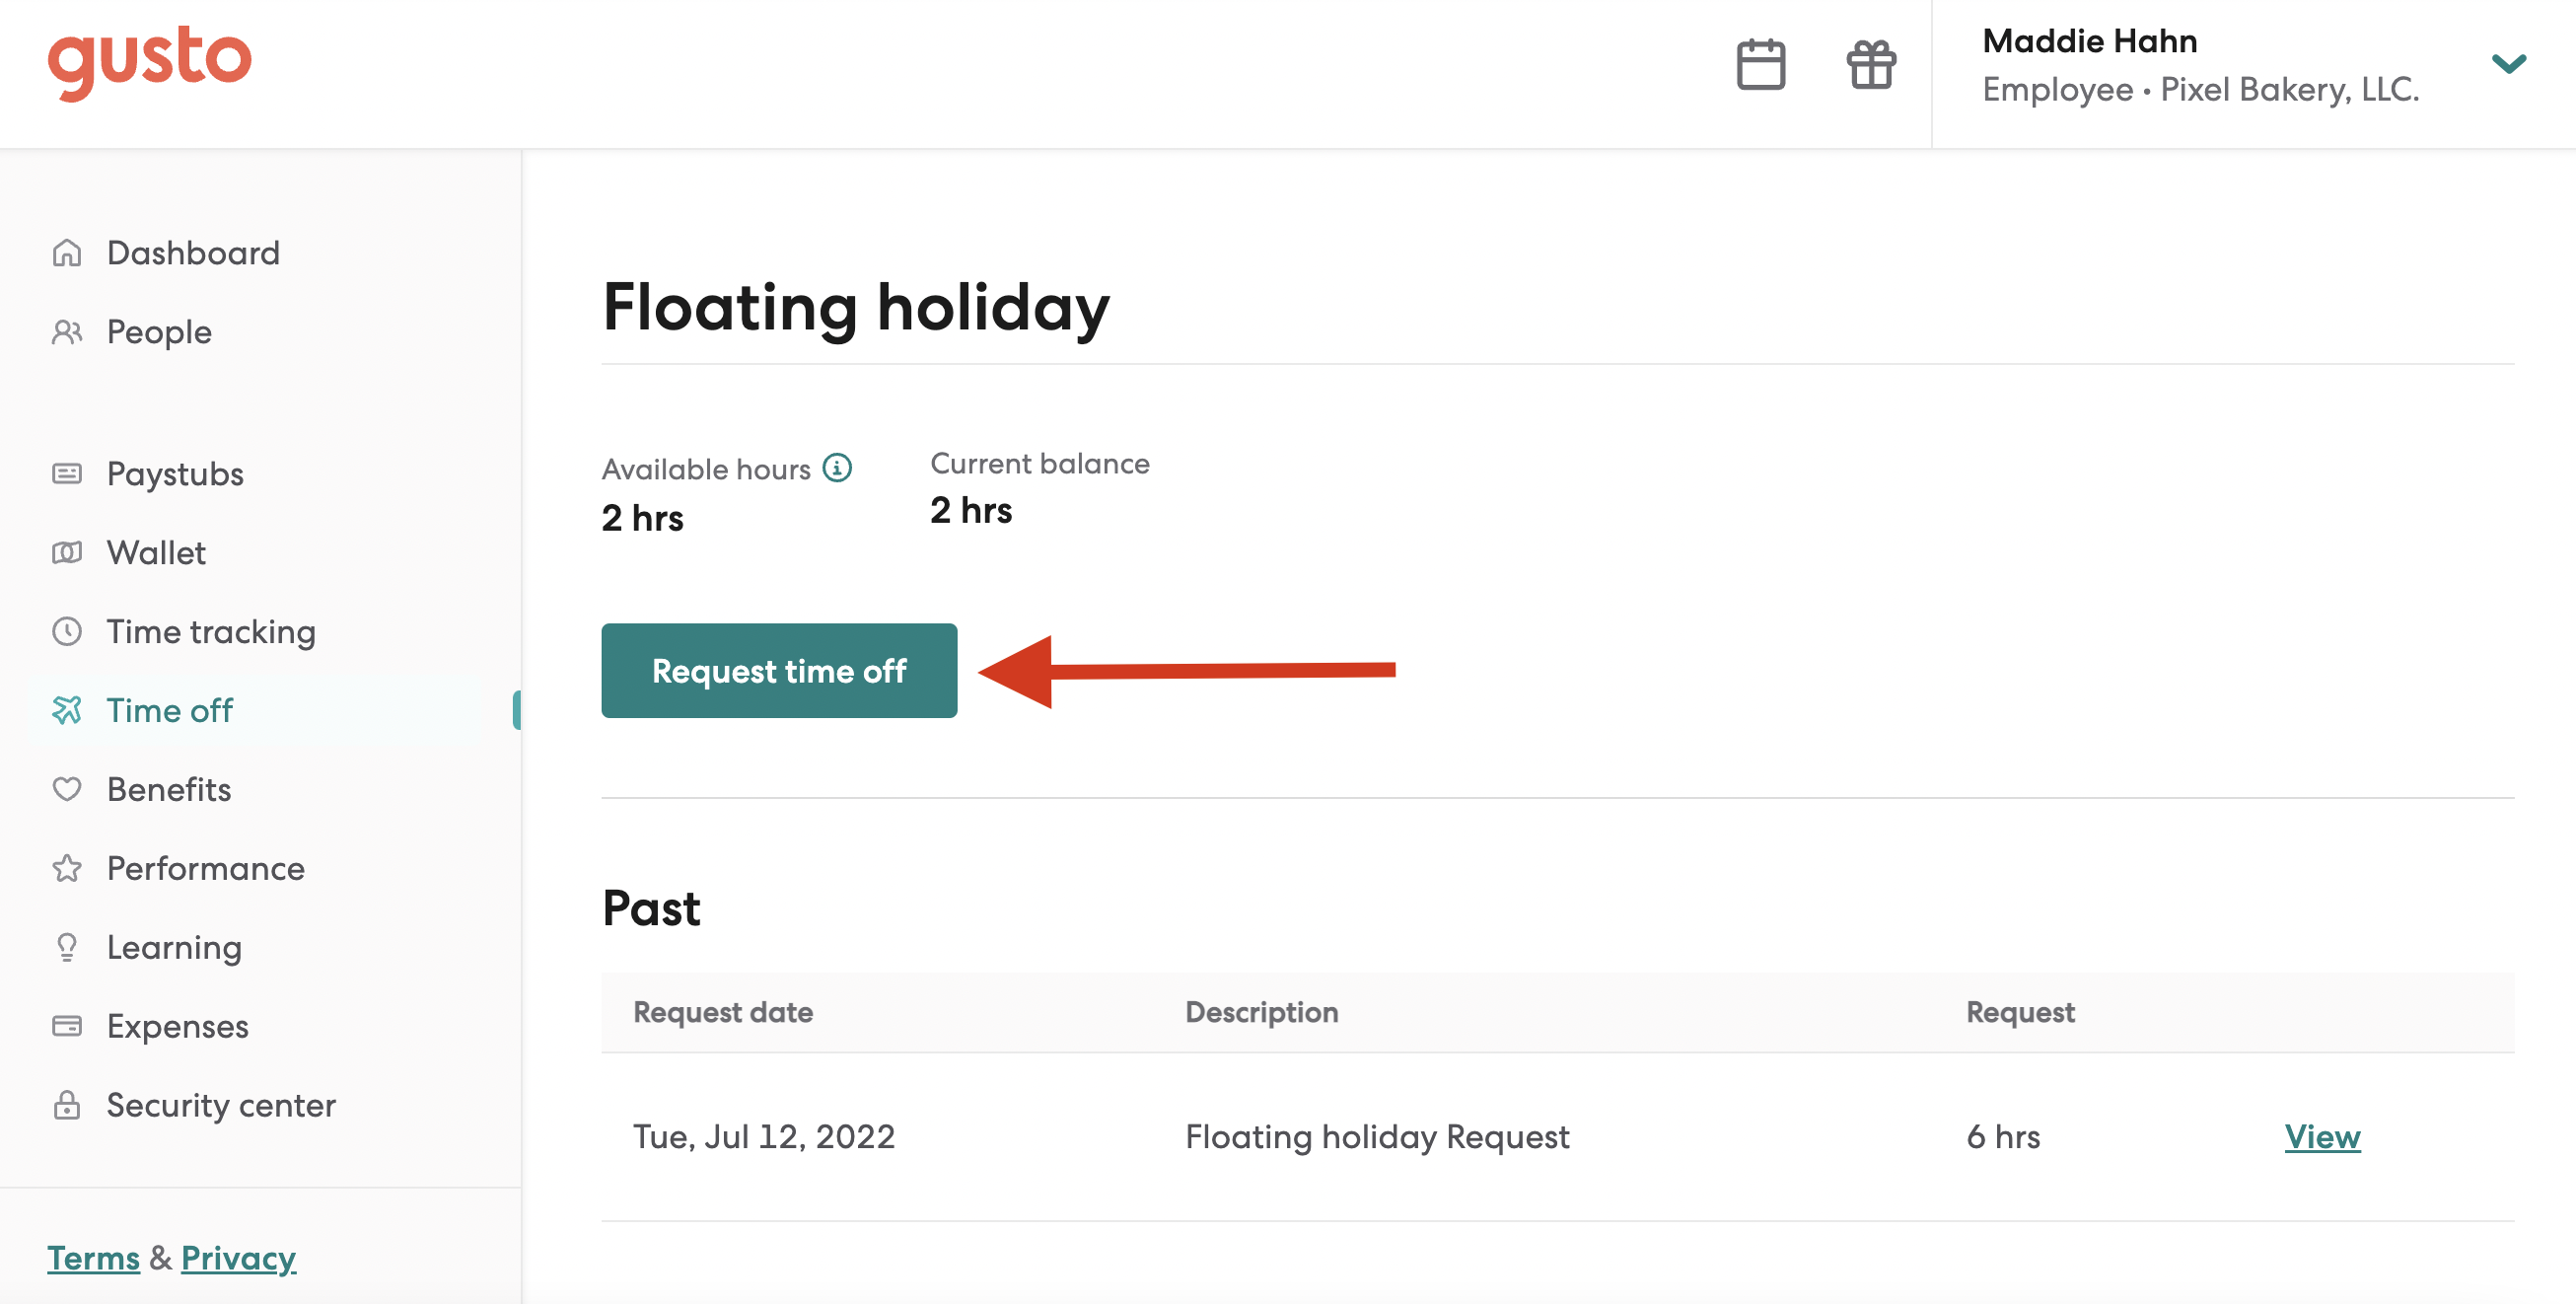 gusto
Maddie Hahn
Employee • Pixel Bakery, LLC.
Dashboard
People
Paystubs
Wallet
Time tracking
Time off
Benefits
Performance
Learning
Expenses
Security center
Terms & Privacy
Floating holiday
Available hours
2 hrs
Current balance
2 hrs
Request time off
Past
Request date Description Request
Tue, Jul 12, 2022 Floating holiday Request 6 hrs View